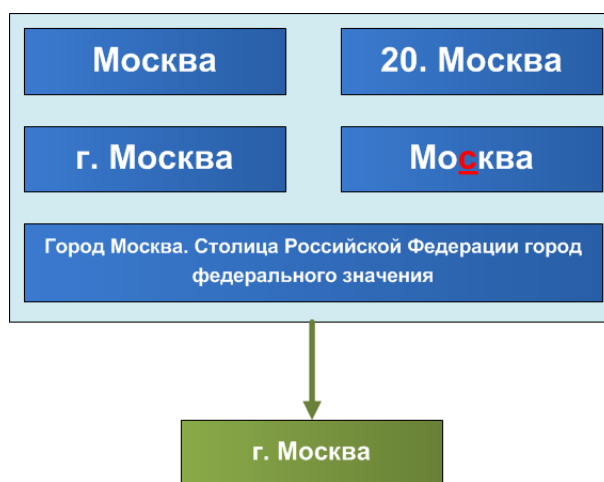 Москва
20. Москва
г. Москва
Москва
Город Москва. Столица Российской Федерации город
федерального значения
г. Москва